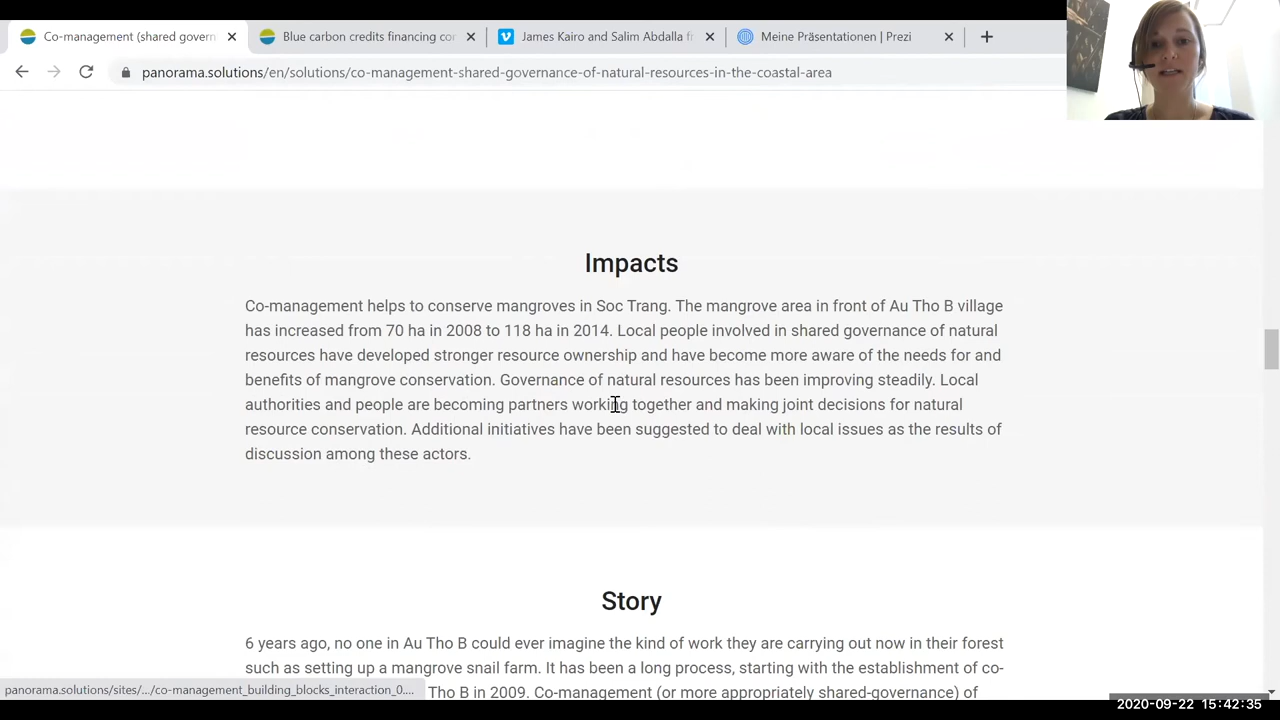 Co-management (shared govern
Blue carbon credits financing cor
James Kairo and Salim Abdalla fi
Meine Präsentationen | Prezi
panorama.solutions/en/solutions/co-management-shared-governance-of-natural-resources-in-the-coastal-area
Impacts
Co-management helps to conserve mangroves in Soc Trang. The mangrove area in front of Au Tho B village
has increased from 70 ha in 2008 to 118 ha in 2014. Local people involved in shared governance of natural
resources have developed stronger resource ownership and have become more aware of the needs for and
benefits of mangrove conservation. Governance of natural resources has been improving steadily. Local
authorities and people are becoming partners working together and making joint decisions for natural
resource conservation. Additional initiatives have been suggested to deal with local issues as the results of
discussion among these actors.
Story
6 years ago, no one in Au Tho B could ever imagine the kind of work they are carrying out now in their forest
such as setting up a mangrove snail farm. It has been a long process, starting with the establishment of co-
Tho B in 2009. Co-management (or more appropriately shared-governance) of
panorama.solutions/sites/.../co-management_building_blocks_interaction_0....
2020-09-22 15:42:35